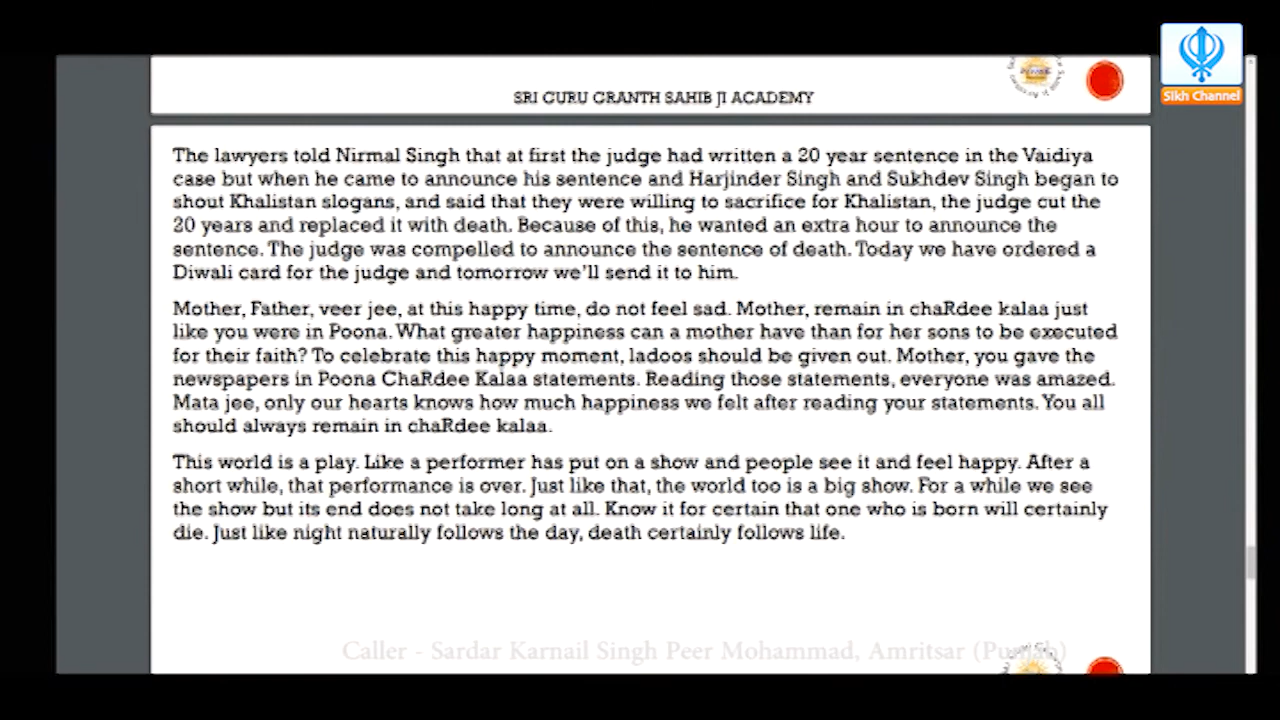 Sikh Channel
SRI GURU GRANTH SAHIB JI ACADEMY
The lawyers told Nirmal Singh that at first the judge had written a 20 year sentence in the Vaidiya
case but when he came to announce his sentence and Harjinder Singh and Sukhdev Singh began to
shout Khalistan slogans, and said that they were willing to sacrifice for Khalistan, the judge cut the
20 years and replaced it with death. Because of this, he wanted an extra hour to announce the
sentence. The judge was compelled to announce the sentence of death. Today we have ordered a
Diwali card for the judge and tomorrow we'll send it to him.
Mother, Father, veer jee, at this happy time, do not feel sad. Mother, remain in chaRdee kalaa just
like you were in Poona. What greater happiness can a mother have than for her sons to be executed
for their faith? To celebrate this happy moment, ladoos should be given out. Mother, you gave the
newspapers in Poona ChaRdee Kalaa statements. Reading those statements, everyone was amazed.
Mata jee, only our hearts knows how much happiness we felt after reading your statements. You all
should always remain in chaRdee kalaa.
This world is a play. Like a performer has put on a show and people see it and feel happy. After a
short while, that performance is over. Just like that, the world too is a big show. For a while we see
the show but its end does not take long at all. Know it for certain that one who is born will certainly
die. Just like night naturally follows the day, death certainly follows life.
Caller - Sardar Karnail Singh Peer Mohammad, Amritsar (Punjab)